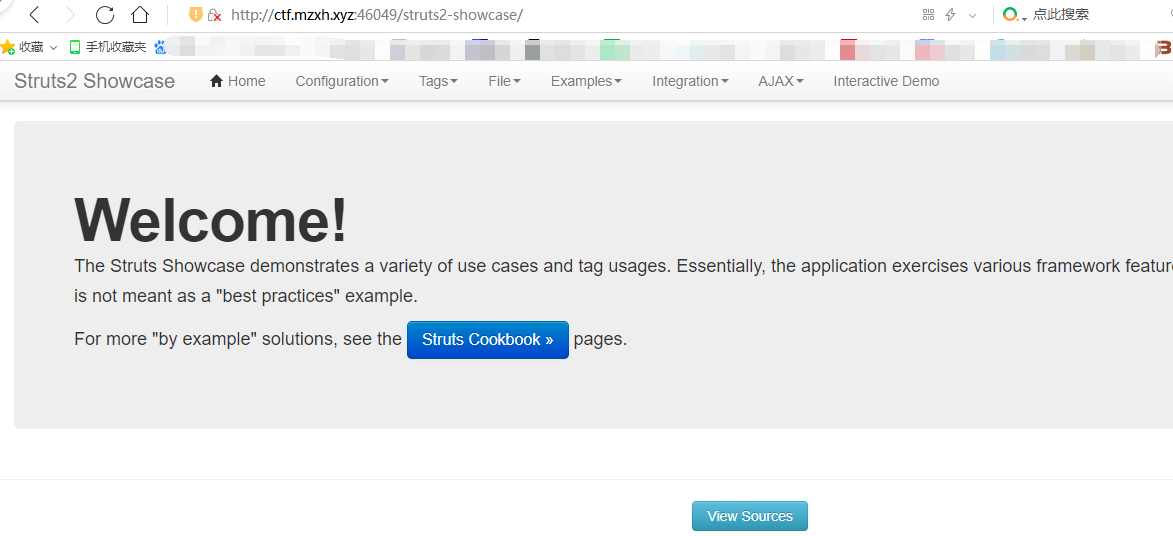 http://ctf.mzxh.xyz:46049/struts2-showcase/
点此搜索
收藏 手机收藏夹
Struts2 Showcase Home Configuration Tags File Examples Integration AJAX Interactive Demo
Welcome!
The Struts Showcase demonstrates a variety of use cases and tag usages. Essentially, the application exercises various framework featur
is not meant as a "best practices" example.
For more "by example" solutions, see the Struts Cookbook » pages.
View Sources